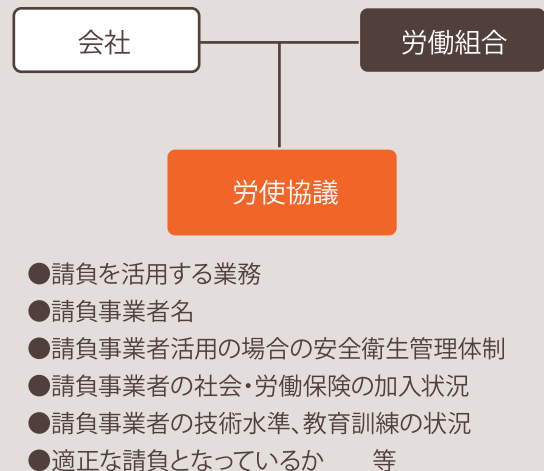 会社
労働組合
労使協議
●請負を活用する業務
●請負事業者名
●請負事業者活用の場合の安全衛生管理体制
●請負事業者の社会・労働保険の加入状況
●請負事業者の技術水準、教育訓練の状況
●適正な請負となっているか　　等